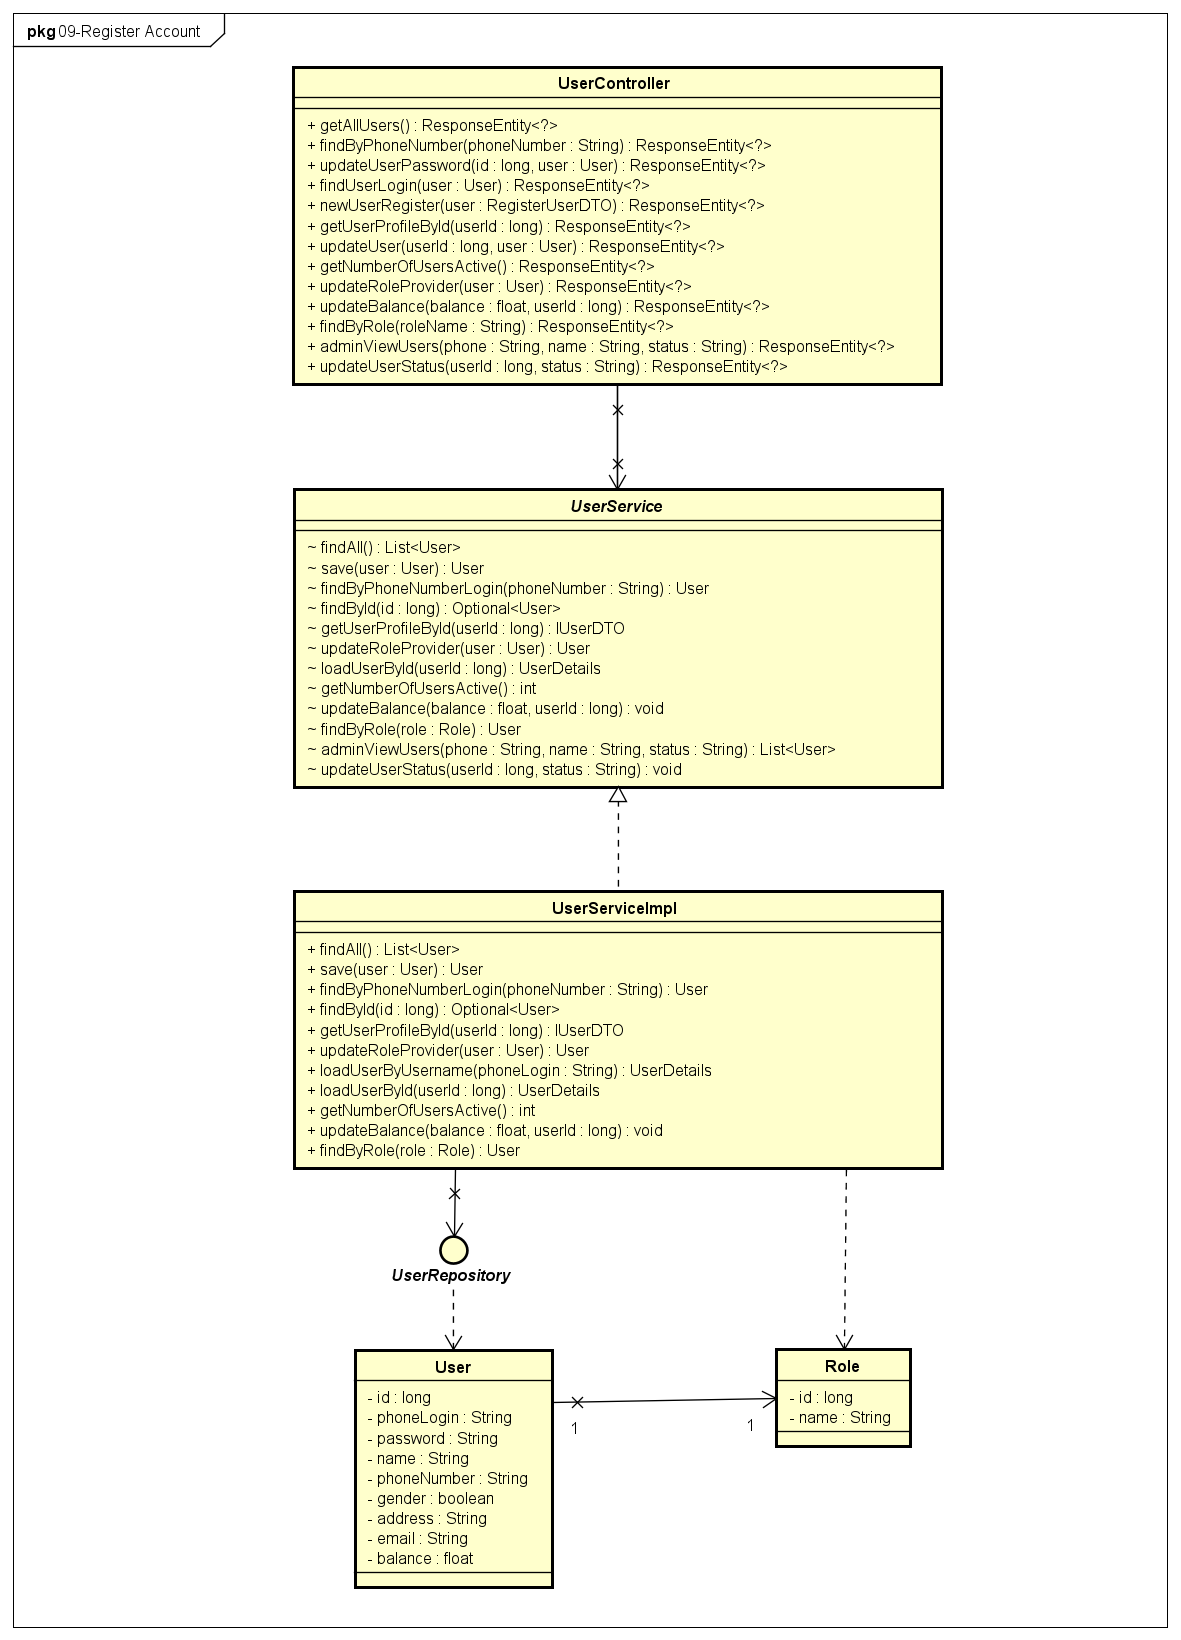 pkg 09-Register Account
UserController
+ getAllUsers() : ResponseEntity<?>
+ findByPhoneNumber(phoneNumber : String) : ResponseEntity<?>
+ updateUserPassword(id : long, user : User) : ResponseEntity<?>
+ findUserLogin(user : User) : ResponseEntity<?>
+ newUserRegister(user : RegisterUserDTO) : ResponseEntity<?>
+ getUserProfileById(userId : long) : ResponseEntity<?>
+ updateUser(userId : long, user : User) : ResponseEntity<?>
+ getNumberOfUsersActive() : ResponseEntity<?>
+ updateRoleProvider(user : User) : ResponseEntity<?>
+ updateBalance(balance : float, userId : long) : ResponseEntity<?>
+ findByRole(roleName : String) : ResponseEntity<?>
+ adminViewUsers(phone : String, name : String, status : String) : ResponseEntity<?>
+ updateUserStatus(userId : long, status : String) : ResponseEntity<?>
UserService
~ findAll() : List<User>
~ save(user : User) : User
~ findByPhoneNumberLogin(phoneNumber : String) : User
~ findById(id : long) : Optional<User>
~ getUserProfileById(userId : long) : IUserDTO
~ updateRoleProvider(user : User) : User
~ loadUserById(userId : long) : UserDetails
~ getNumberOfUsersActive() : int
~ updateBalance(balance : float, userId : long) : void
~ findByRole(role : Role) : User
~ adminViewUsers(phone : String, name : String, status : String) : List<User>
~ updateUserStatus(userId : long, status : String) : void
UserServiceImpl
+ findAll() : List<User>
+ save(user : User) : User
+ findByPhoneNumberLogin(phoneNumber : String) : User
+ findById(id : long) : Optional<User>
+ getUserProfileById(userId : long) : IUserDTO
+ updateRoleProvider(user : User) : User
+ loadUserByUsername(phoneLogin : String) : UserDetails
+ loadUserById(userId : long) : UserDetails
+ getNumberOfUsersActive() : int
+ updateBalance(balance : float, userId : long) : void
+ findByRole(role : Role) : User
UserRepository
User
- id : long
- phoneLogin : String
- password : String
- name : String
- phoneNumber : String
- gender : boolean
- address : String
- email : String
- balance : float
1
1
Role
- id : long
- name : String